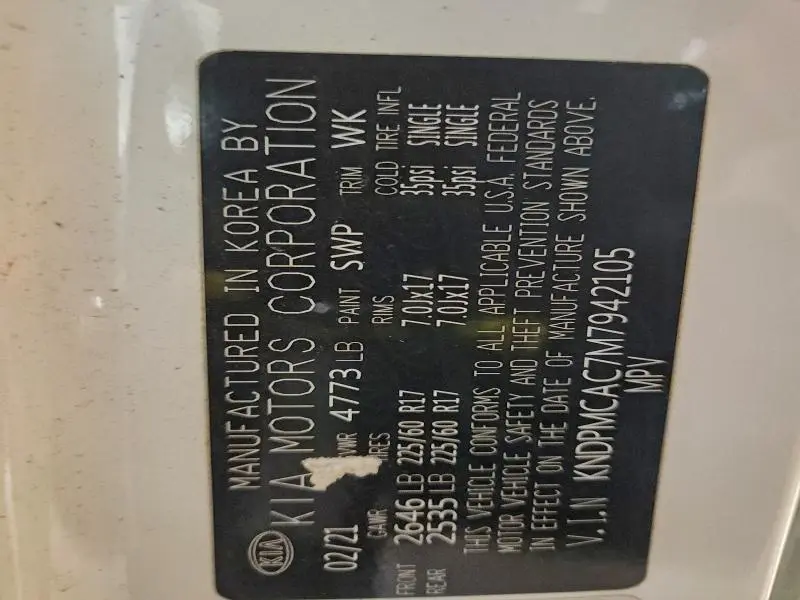 KIA MANUFACTURED IN KOREA BY
KIA MOTORS CORPORATION
02/21 VWR 4773 LB PAINT SWP TRIM WK
GAWR IRES RIMS COLD TIRE INFL
FRONT 2646 LB 225/60 R17 7.0Jx17 35psi SINGLE
REAR 2535 LB 225/60 R17 7.0Jx17 35psi SINGLE
THIS VEHICLE CONFORMS TO ALL APPLICABLE U.S.A. FEDERAL
MOTOR VEHICLE SAFETY AND THEFT PREVENTION STANDARDS
IN EFFECT ON THE DATE OF MANUFACTURE SHOWN ABOVE.
V.I.N KNDPMCAC7M7942105
MPV